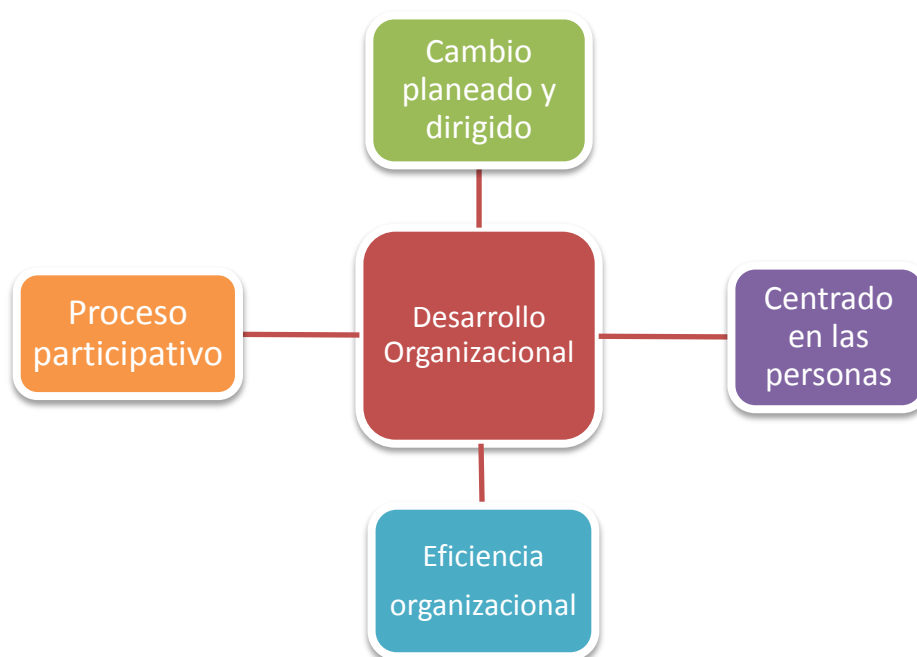 Cambio
planeado y
dirigido
Proceso
participativo
Desarrollo
Organizacional
Centrado
en las
personas
Eficiencia
organizacional